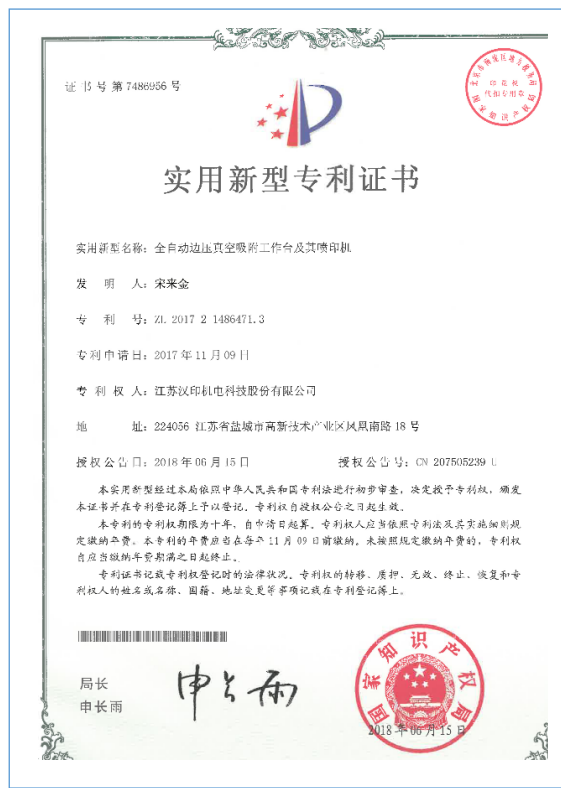 证书号第7486956号
实用新型专利证书
实用新型名称：全自动边压真空吸附工作台及其喷印机
发 明 人：宋来金
专 利 号：ZL 2017 2 1486471.3
专利申请日：2017年11月09日
专 利 权 人：江苏汉印机电科技股份有限公司
地 址：224056 江苏省盐城市高新技术产业区凤凰南路18号
授权公告日：2018年06月15日 授权公告号：CN 207505239 U
本实用新型经过本局依照中华人民共和国专利法进行初步审查，决定授予专利权，颁发
本证书并在专利登记簿上予以登记。专利权自授权公告之日起生效。
本专利的专利权期限为十年，自申请日起算。专利权人应当依照专利法及其实施细则规
定缴纳年费。本专利的年费应当在每年11月09日前缴纳。未按照规定缴纳年费的，专利权
自应当缴纳年费期满之日起终止。
专利证书记载专利权登记时的法律状况。专利权的转移、质押、无效、终止、恢复和专
利权人的姓名或名称、国籍、地址变更等事项记载在专利登记簿上。
局长
申长雨
申长雨
国家知识产权局
2018年06月15日